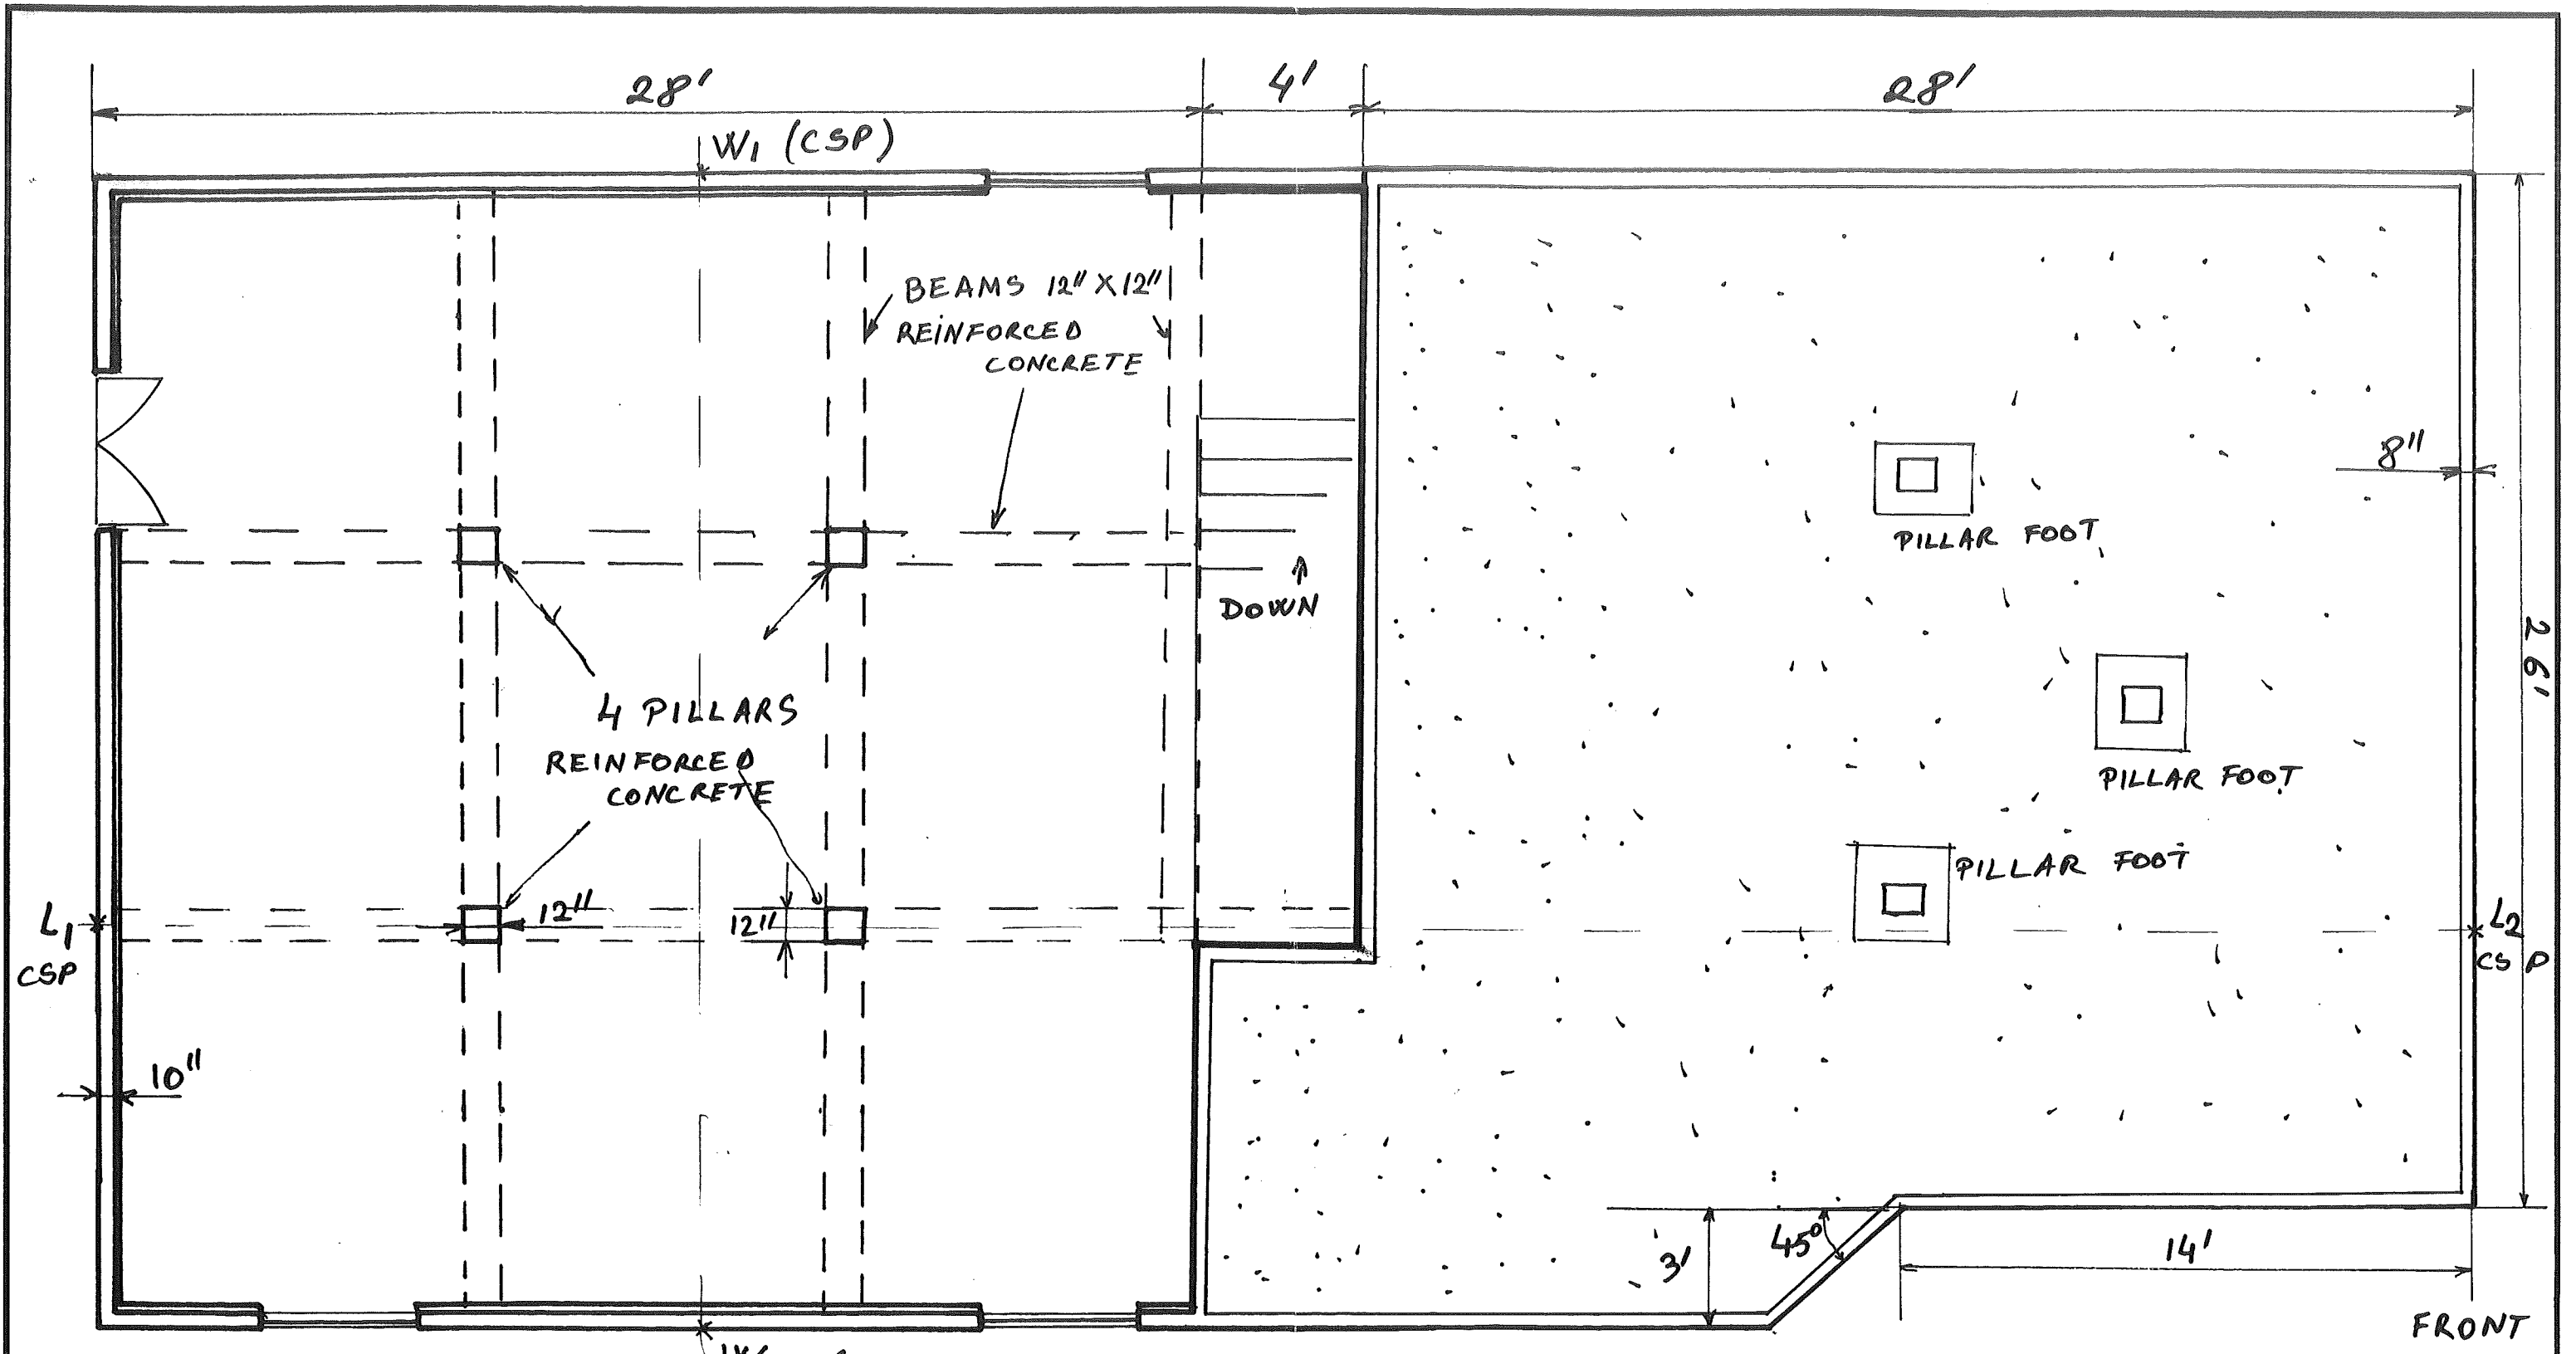 28'
4'
28'
W1 (CSP)
BEAMS 12" X 12"
REINFORCED
CONCRETE
8"
PILLAR FOOT
DOWN
26'
4 PILLARS
REINFORCED
CONCRETE
PILLAR FOOT
PILLAR FOOT
L1
CSP
12"
12"
L2
CSP
10"
3'
45°
14'
FRONT